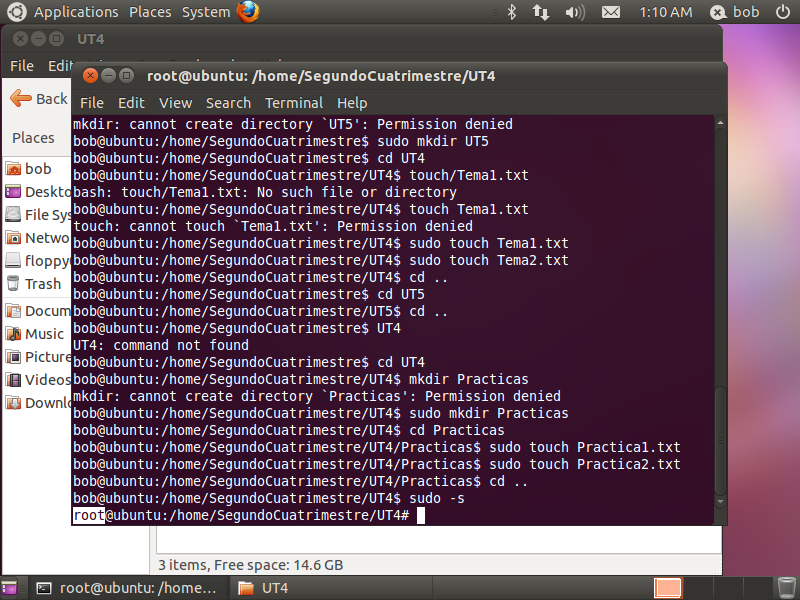 Applications Places System 1:10 AM bob
UT4
File Edit
root@ubuntu: /home/SegundoCuatrimestre/UT4
File Edit View Search Terminal Help
Back
Places
bob
Deskto
File Sys
Netwo
floppy
Trash
Docum
Music
Picture
Videos
Downlo
mkdir: cannot create directory `UT5': Permission denied
bob@ubuntu:/home/SegundoCuatrimestre$ sudo mkdir UT5
bob@ubuntu:/home/SegundoCuatrimestre$ cd UT4
bob@ubuntu:/home/SegundoCuatrimestre/UT4$ touch/Tema1.txt
bash: touch/Tema1.txt: No such file or directory
bob@ubuntu:/home/SegundoCuatrimestre/UT4$ touch Tema1.txt
touch: cannot touch `Tema1.txt': Permission denied
bob@ubuntu:/home/SegundoCuatrimestre/UT4$ sudo touch Tema1.txt
bob@ubuntu:/home/SegundoCuatrimestre/UT4$ sudo touch Tema2.txt
bob@ubuntu:/home/SegundoCuatrimestre/UT4$ cd ..
bob@ubuntu:/home/SegundoCuatrimestre$ cd UT5
bob@ubuntu:/home/SegundoCuatrimestre/UT5$ cd ..
bob@ubuntu:/home/SegundoCuatrimestre$ UT4
UT4: command not found
bob@ubuntu:/home/SegundoCuatrimestre$ cd UT4
bob@ubuntu:/home/SegundoCuatrimestre/UT4$ mkdir Practicas
mkdir: cannot create directory `Practicas': Permission denied
bob@ubuntu:/home/SegundoCuatrimestre/UT4$ sudo mkdir Practicas
bob@ubuntu:/home/SegundoCuatrimestre/UT4$ cd Practicas
bob@ubuntu:/home/SegundoCuatrimestre/UT4/Practicas$ sudo touch Practica1.txt
bob@ubuntu:/home/SegundoCuatrimestre/UT4/Practicas$ sudo touch Practica2.txt
bob@ubuntu:/home/SegundoCuatrimestre/UT4/Practicas$ cd ..
bob@ubuntu:/home/SegundoCuatrimestre/UT4$ sudo -s
root@ubuntu:/home/SegundoCuatrimestre/UT4#
3 items, Free space: 14.6 GB
root@ubuntu: /home... UT4